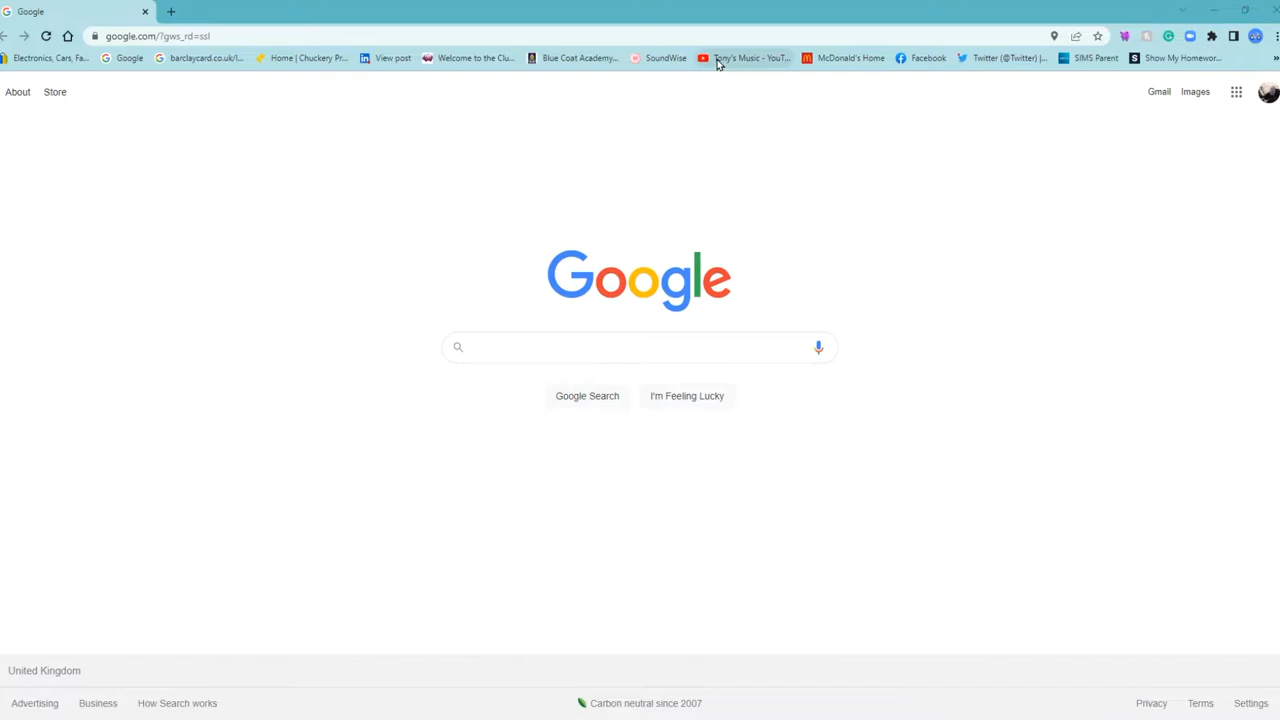 Google
google.com/?gws_rd=ssl
Electronics, Cars, Fa... Google barclaycard.co.uk/l... Home | Chuckery Pr... View post Welcome to the Clu... Blue Coat Academy... SoundWise Tony's Music - YouT... McDonald's Home Facebook Twitter (@Twitter) |... SIMS Parent Show My Homewor... »
About Store Gmail Images
Google
Google Search I'm Feeling Lucky
United Kingdom
Advertising Business How Search works Carbon neutral since 2007 Privacy Terms Settings